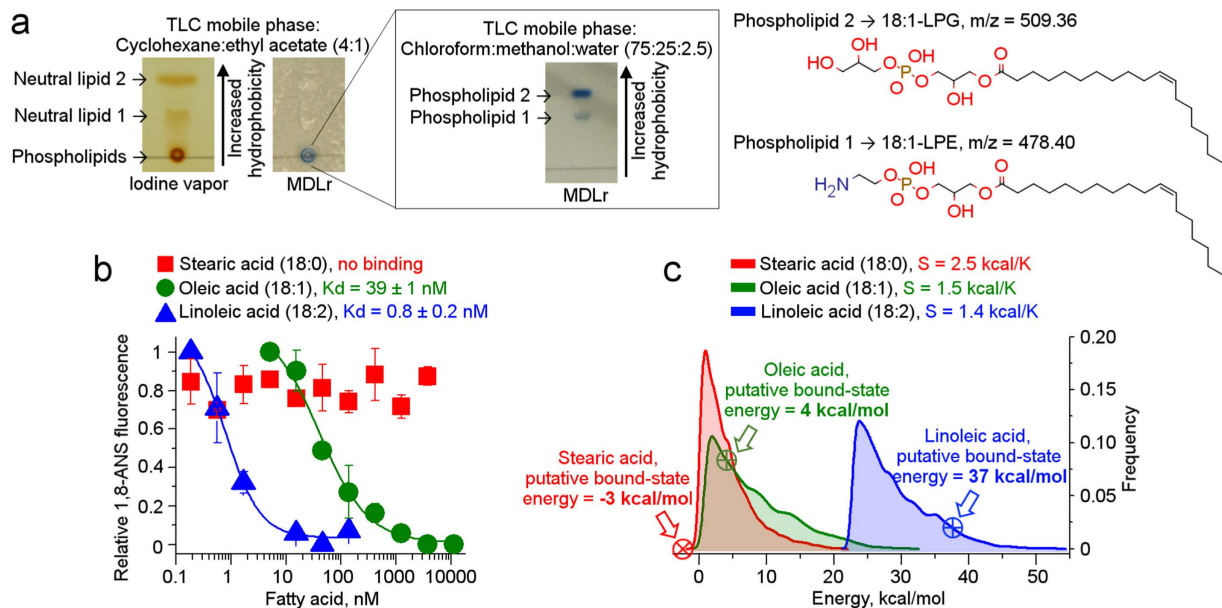 a
TLC mobile phase:
Cyclohexane:ethyl acetate (4:1)
Neutral lipid 2 →
Neutral lipid 1 →
Phospholipids →
Increased
hydrophobicity
Iodine vapor
MDLr
TLC mobile phase:
Chloroform:methanol:water (75:25:2.5)
Phospholipid 2 →
Phospholipid 1 →
Increased
hydrophobicity
MDLr
Phospholipid 2 → 18:1-LPG, m/z = 509.36
OH
HO
OH
O
P
O
O
O
OH
O
O
Phospholipid 1 → 18:1-LPE, m/z = 478.40
H2N
O
OH
P
O
O
OH
O
O
b
Stearic acid (18:0), no binding
Oleic acid (18:1), Kd = 39 ± 1 nM
Linoleic acid (18:2), Kd = 0.8 ± 0.2 nM
Relative 1,8-ANS fluorescence
1
0.8
0.6
0.4
0.2
0
0.1 1 10 100 1000 10000
Fatty acid, nM
c
Stearic acid (18:0), S = 2.5 kcal/K
Oleic acid (18:1), S = 1.5 kcal/K
Linoleic acid (18:2), S = 1.4 kcal/K
Oleic acid,
putative bound-state
energy = 4 kcal/mol
Linoleic acid,
putative bound-state
energy = 37 kcal/mol
Stearic acid,
putative bound-state
energy = -3 kcal/mol
0.20
0.15
0.10
0.05
0
Frequency
0 10 20 30 40 50
Energy, kcal/mol